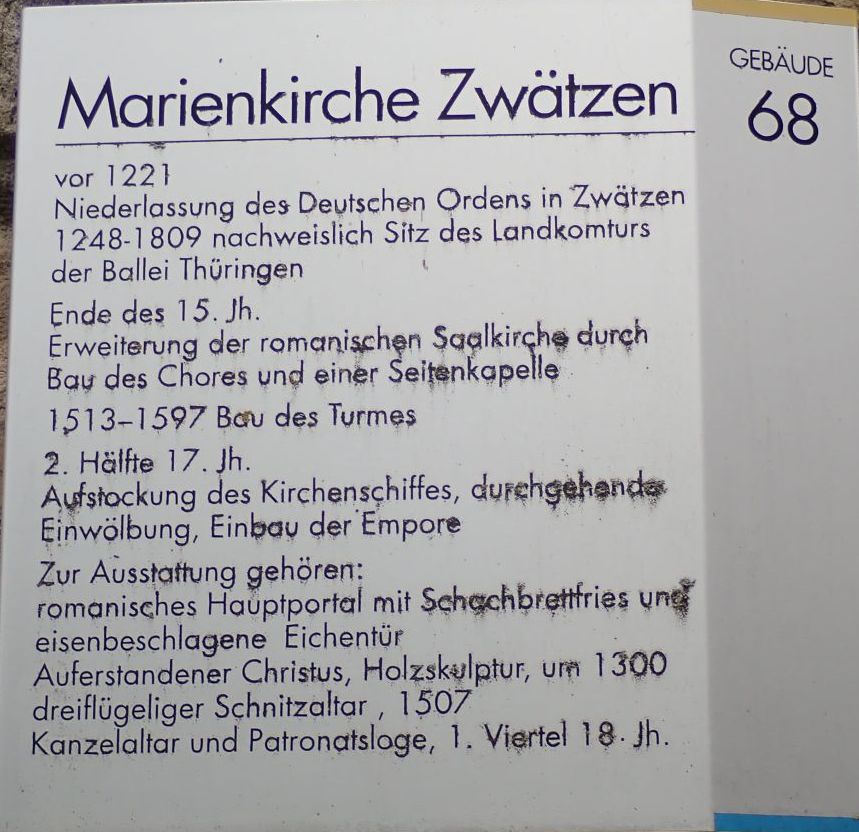 Marienkirche Zwätzen
GEBÄUDE
68
vor 1221
Niederlassung des Deutschen Ordens in Zwätzen
1248-1809 nachweislich Sitz des Landkomturs
der Ballei Thüringen
Ende des 15. Jh.
Erweiterung der romanischen Saalkirche durch
Bau des Chores und einer Seitenkapelle
1513-1597 Bau des Turmes
2. Hälfte 17. Jh.
Aufstockung des Kirchenschiffes, durchgehende
Einwölbung, Einbau der Empore
Zur Ausstattung gehören:
romanisches Hauptportal mit Schachbrettfries und
eisenbeschlagene Eichentür
Auferstandener Christus, Holzskulptur, um 1300
dreiflügeliger Schnitzaltar , 1507
Kanzelaltar und Patronatsloge, 1. Viertel 18. Jh.